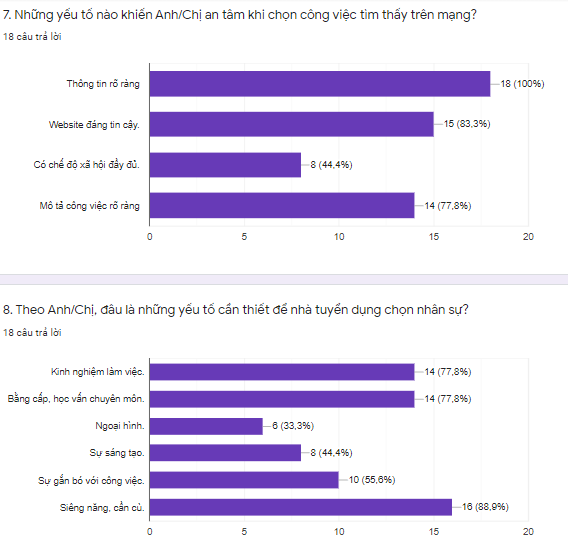 7. Những yếu tố nào khiến Anh/Chị an tâm khi chọn công việc tìm thấy trên mạng?
18 câu trả lời
Thông tin rõ ràng
18 (100%)
Website đáng tin cậy.
15 (83,3%)
Có chế độ xã hội đầy đủ.
8 (44,4%)
Mô tả công việc rõ ràng
14 (77,8%)
0 5 10 15 20
8. Theo Anh/Chị, đâu là những yếu tố cần thiết để nhà tuyển dụng chọn nhân sự?
18 câu trả lời
Kinh nghiệm làm việc.
14 (77,8%)
Bằng cấp, học vấn chuyên môn.
14 (77,8%)
Ngoại hình.
6 (33,3%)
Sự sáng tạo.
8 (44,4%)
Sự gắn bó với công việc.
10 (55,6%)
Siêng năng, cần cù.
16 (88,9%)
0 5 10 15 20